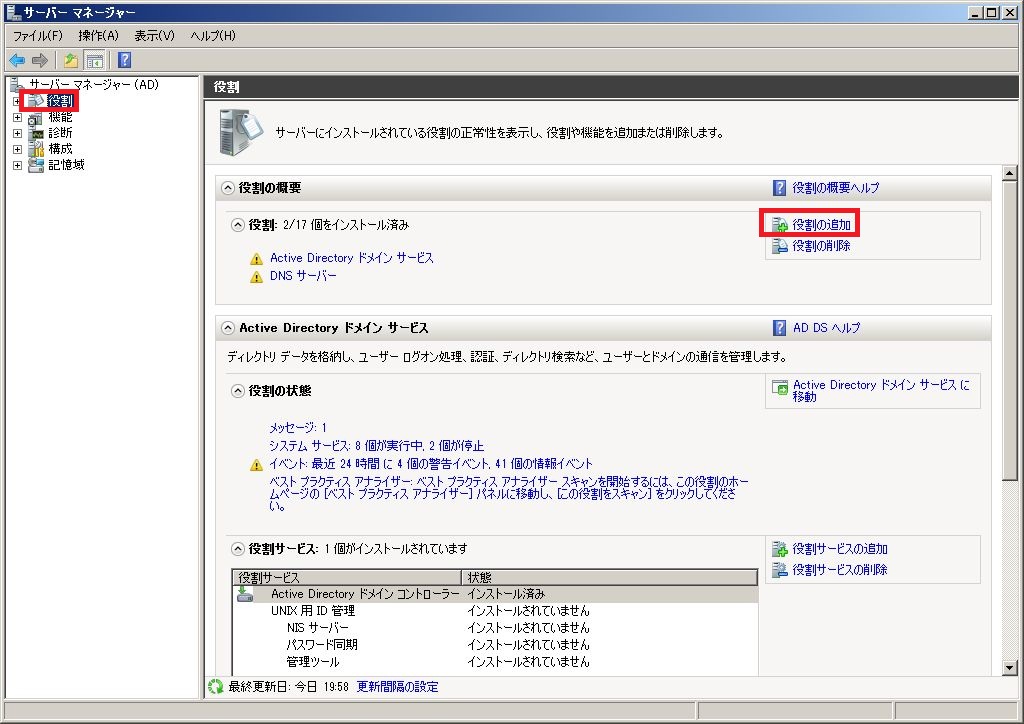 サーバー マネージャー
ファイル(F) 操作(A) 表示(V) ヘルプ(H)
サーバー マネージャー (AD)
役割
機能
診断
構成
記憶域
役割
サーバーにインストールされている役割の正常性を表示し、役割や機能を追加または削除します。
役割の概要
役割の概要ヘルプ
役割: 2/17 個をインストール済み
役割の追加
役割の削除
Active Directory ドメイン サービス
DNS サーバー
Active Directory ドメイン サービス
AD DS ヘルプ
ディレクトリ データを格納し、ユーザー ログオン処理、認証、ディレクトリ検索など、ユーザーとドメインの通信を管理します。
役割の状態
Active Directory ドメイン サービス に
移動
メッセージ: 1
システム サービス: 8 個が実行中, 2 個が停止
イベント: 最近 24 時間 に 4 個の警告イベント, 41 個の情報イベント
ベスト プラクティス アナライザー: ベスト プラクティス アナライザー スキャンを開始するには、この役割のホー
ムページの [ベスト プラクティス アナライザー] パネルに移動し、[この役割をスキャン] をクリックしてくださ
い。
役割サービス: 1 個がインストールされています
役割サービスの追加
役割サービスの削除
役割サービス 状態
Active Directory ドメイン コントローラー インストール済み
UNIX 用 ID 管理 インストールされていません
NIS サーバー インストールされていません
パスワード同期 インストールされていません
管理ツール インストールされていません
最終更新日: 今日 19:58 更新間隔の設定